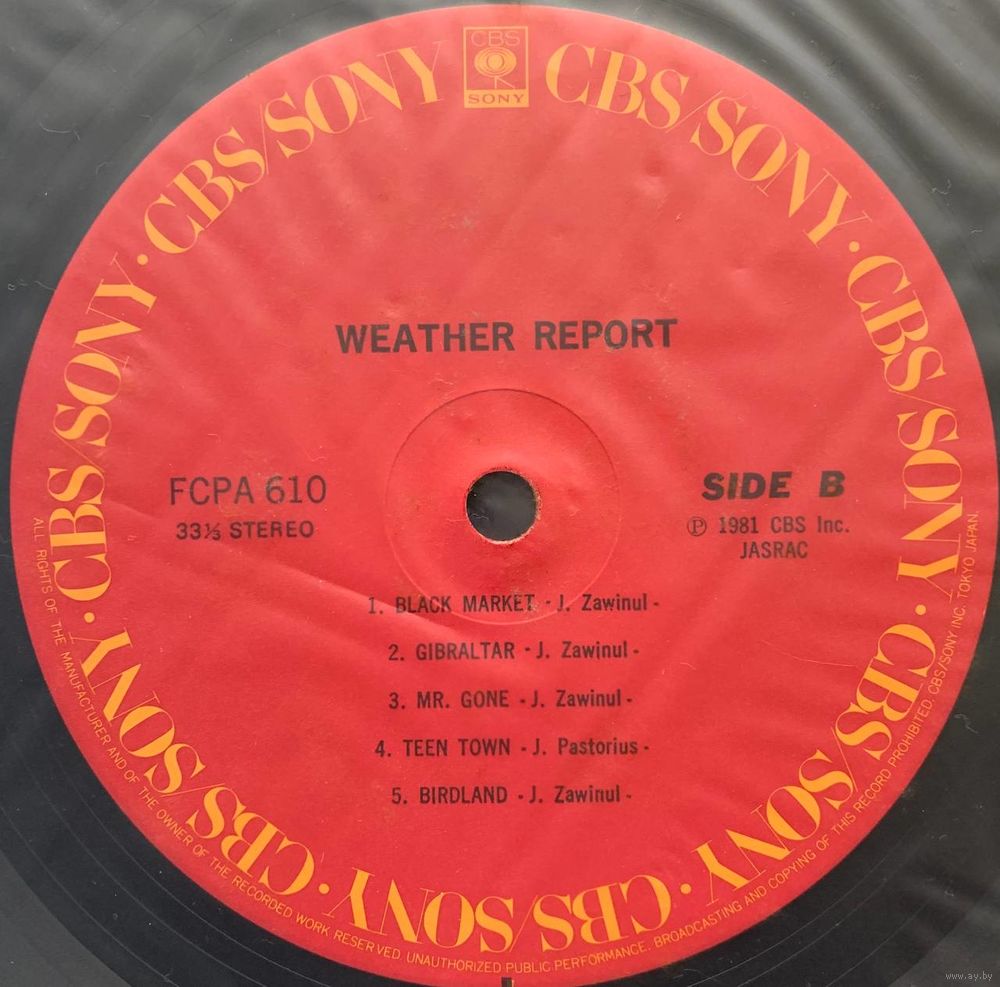 CBS
SONY
CBS/SONY · CBS/SONY · CBS/SONY · CBS/SONY · CBS/SONY · CBS/SONY · CBS/SONY · CBS/SONY
WEATHER REPORT
FCPA 610
33⅓ STEREO
SIDE B
Ⓟ 1981 CBS Inc.
JASRAC
1. BLACK MARKET - J. Zawinul -
2. GIBRALTAR - J. Zawinul -
3. MR. GONE - J. Zawinul -
4. TEEN TOWN - J. Pastorius -
5. BIRDLAND - J. Zawinul -
ALL RIGHTS OF THE MANUFACTURER AND OF THE OWNER OF THE RECORDED WORK RESERVED. UNAUTHORIZED PUBLIC PERFORMANCE, BROADCASTING AND COPYING OF THIS RECORD PROHIBITED. CBS/SONY INC. TOKYO JAPAN.
www.ay.by